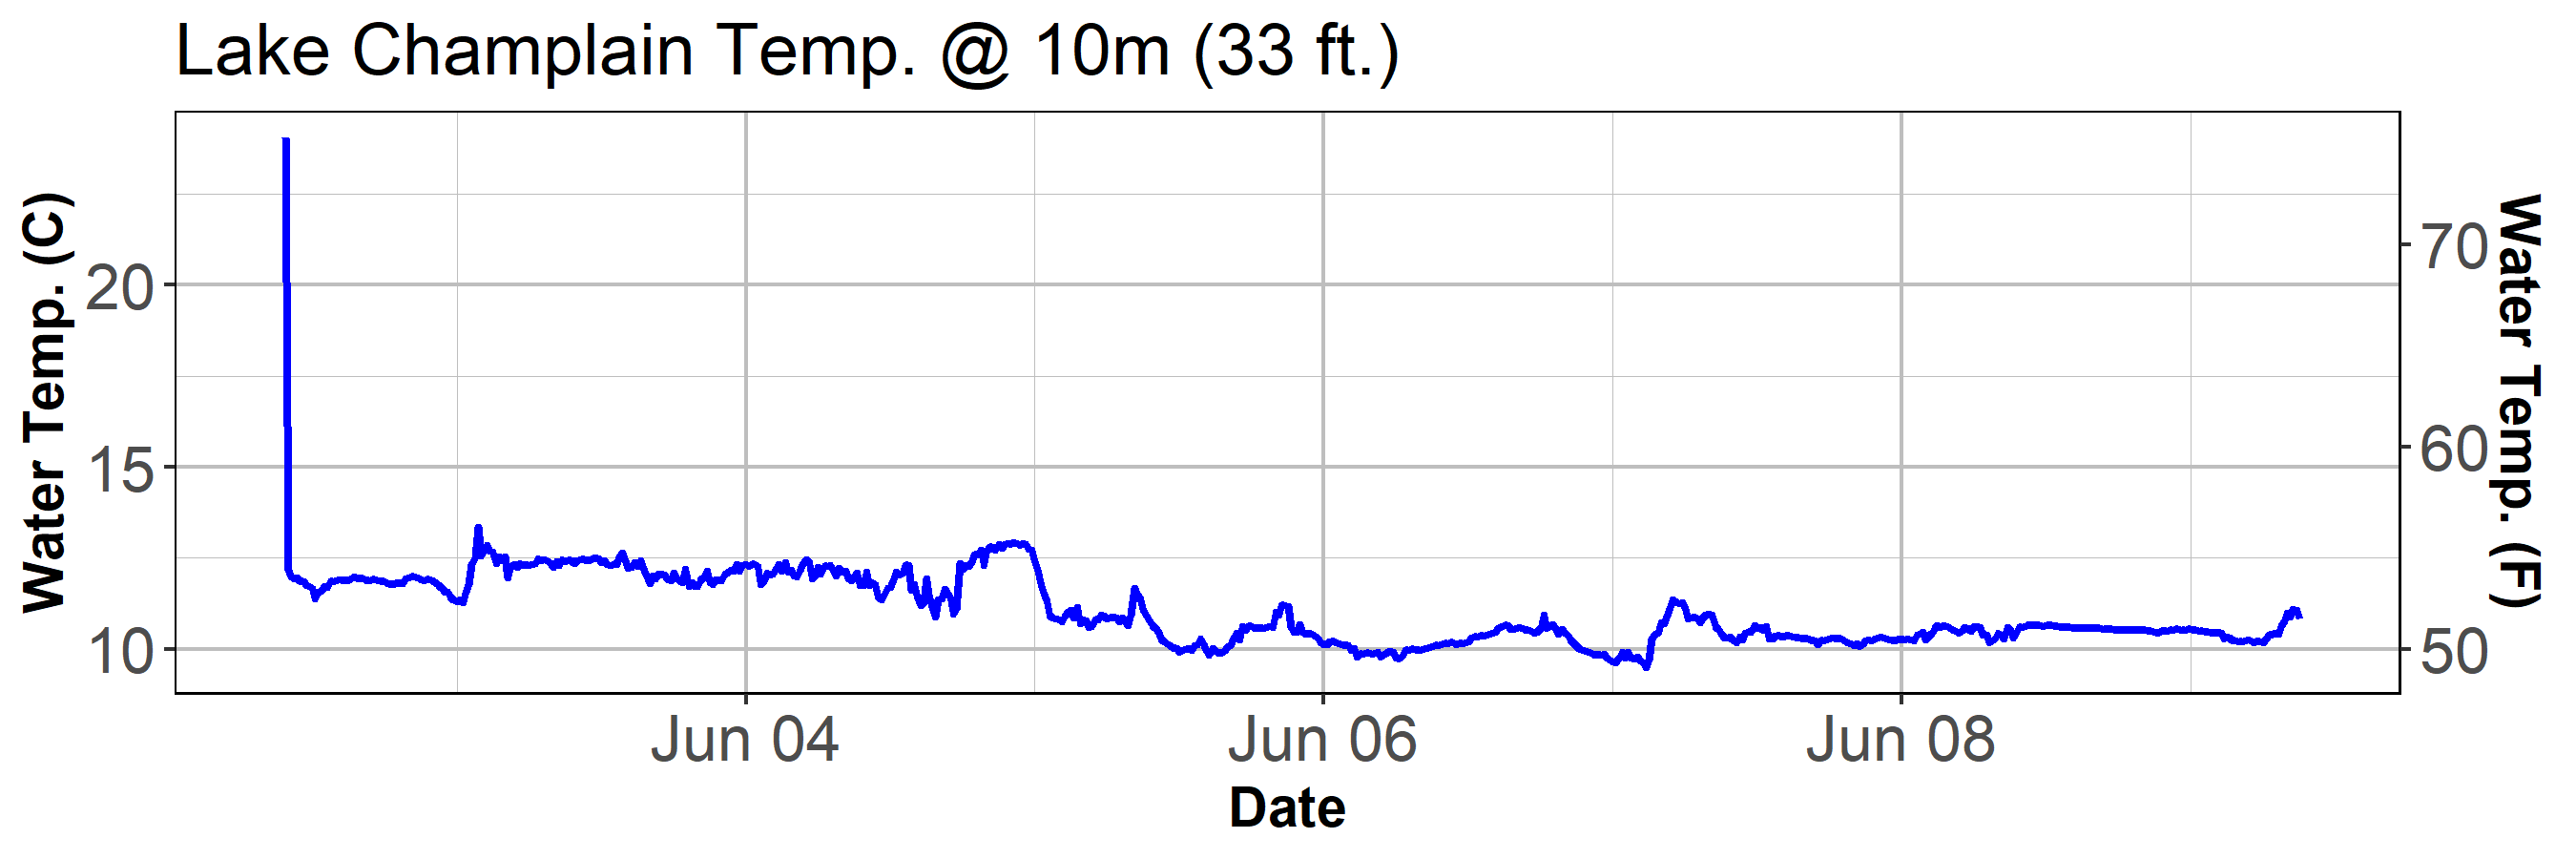 Lake Champlain Temp. @ 10m (33 ft.)
Water Temp. (C)
20
15
10
70
60
50
Water Temp. (F)
Jun 04
Jun 06
Jun 08
Date